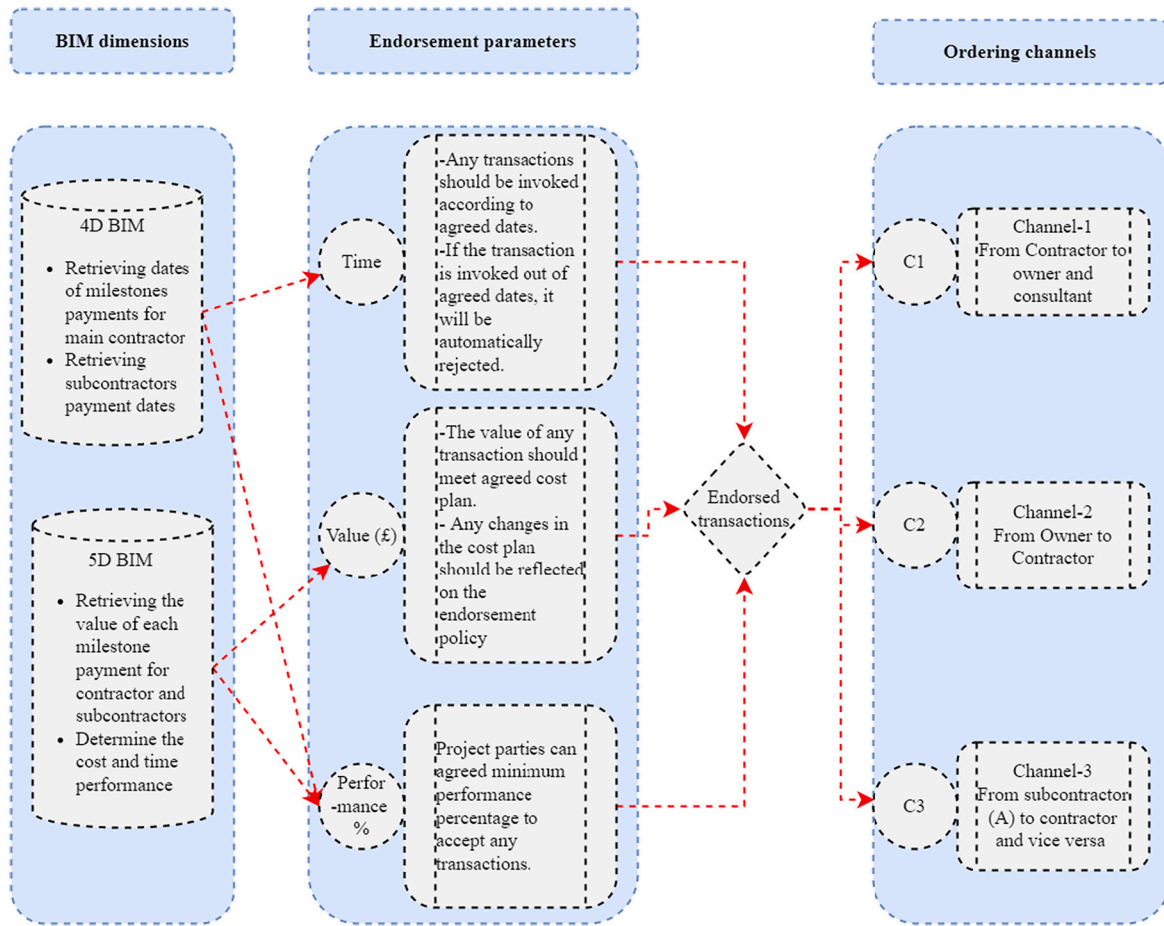 BIM dimensions
Endorsement parameters
Ordering channels
4D BIM
• Retrieving dates
of milestones
payments for
main contractor
• Retrieving
subcontractors
payment dates
5D BIM
• Retrieving the
value of each
milestone
payment for
contractor and
subcontractors
• Determine the
cost and time
performance
Time
-Any transactions
should be invoked
according to
agreed dates.
-If the transaction
is invoked out of
agreed dates, it
will be
automatically
rejected.
Value (£)
-The value of any
transaction should
meet agreed cost
plan.
- Any changes in
the cost plan
should be reflected
on the
endorsement
policy
Perfor
-mance
%
Project parties can
agreed minimum
performance
percentage to
accept any
transactions.
Endorsed
transactions
C1
Channel-1
From Contractor to
owner and
consultant
C2
Channel-2
From Owner to
Contractor
C3
Channel-3
From subcontractor
(A) to contractor
and vice versa